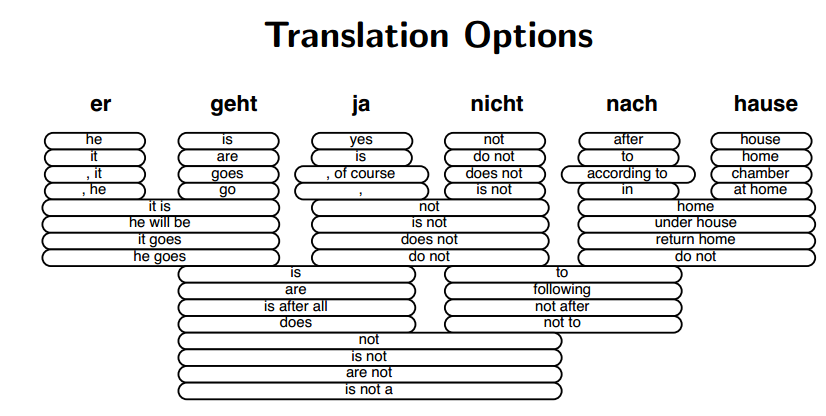 Translation Options
er geht ja nicht nach hause
he is yes not after house
it are is do not to home
, it goes , of course does not according to chamber
, he go , is not in at home
it is not home
he will be is not under house
it goes does not return home
he goes do not do not
is to
are following
is after all not after
does not to
not
is not
are not
is not a